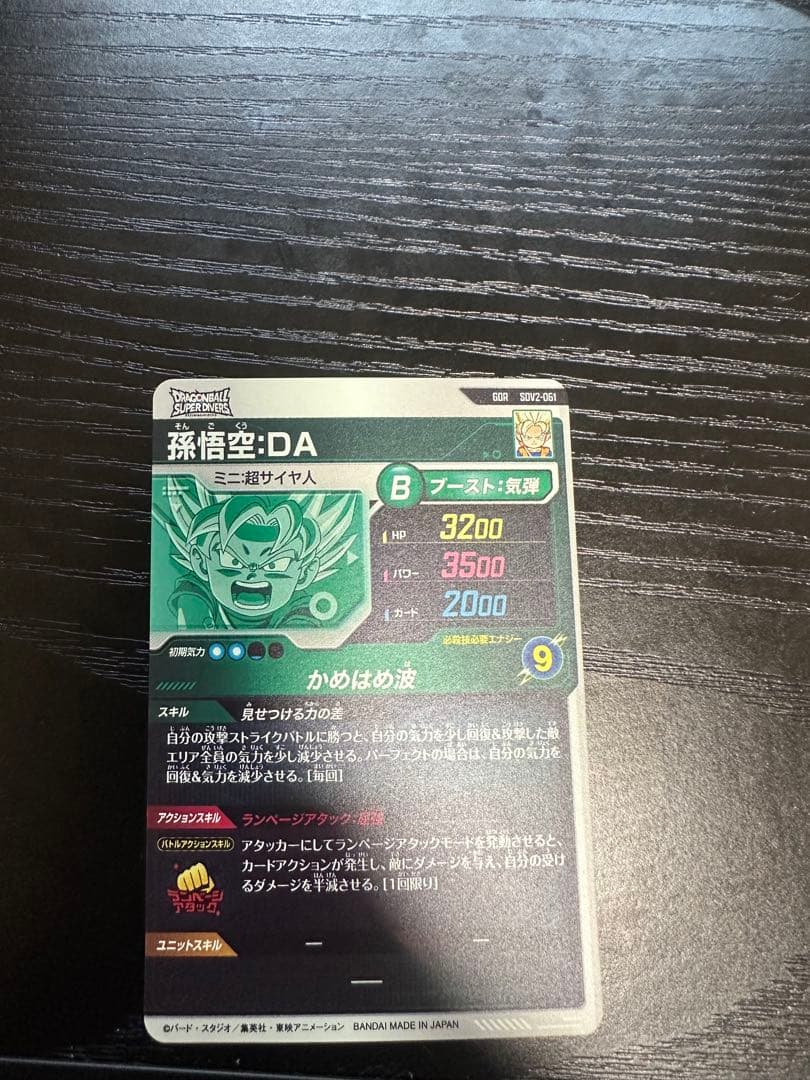 DRAGONBALL
SUPER DIVERS
GDR SDV2-061
そん ご くう
孫悟空:DA
ミニ:超サイヤ人
B ブースト:気弾
HP 3200
パワー 3500
ガード 2000
初期気力
必殺技必要エナジー
9
かめはめ波
スキル 見せつける力の差
自分の攻撃ストライクバトルに勝つと、自分の気力を少し回復&攻撃した敵
エリア全員の気力を少し減少させる。パーフェクトの場合は、自分の気力を
回復&気力を減少させる。[毎回]
アクションスキル ランページアタック:
バトルアクションスキル
アタッカーにしてランページアタックモードを発動させると、
カードアクションが発生し、敵にダメージを与え、自分の受け
るダメージを半減させる。[1回限り]
ランページ
アタック
ユニットスキル
©バード・スタジオ/集英社・東映アニメーション BANDAI MADE IN JAPAN